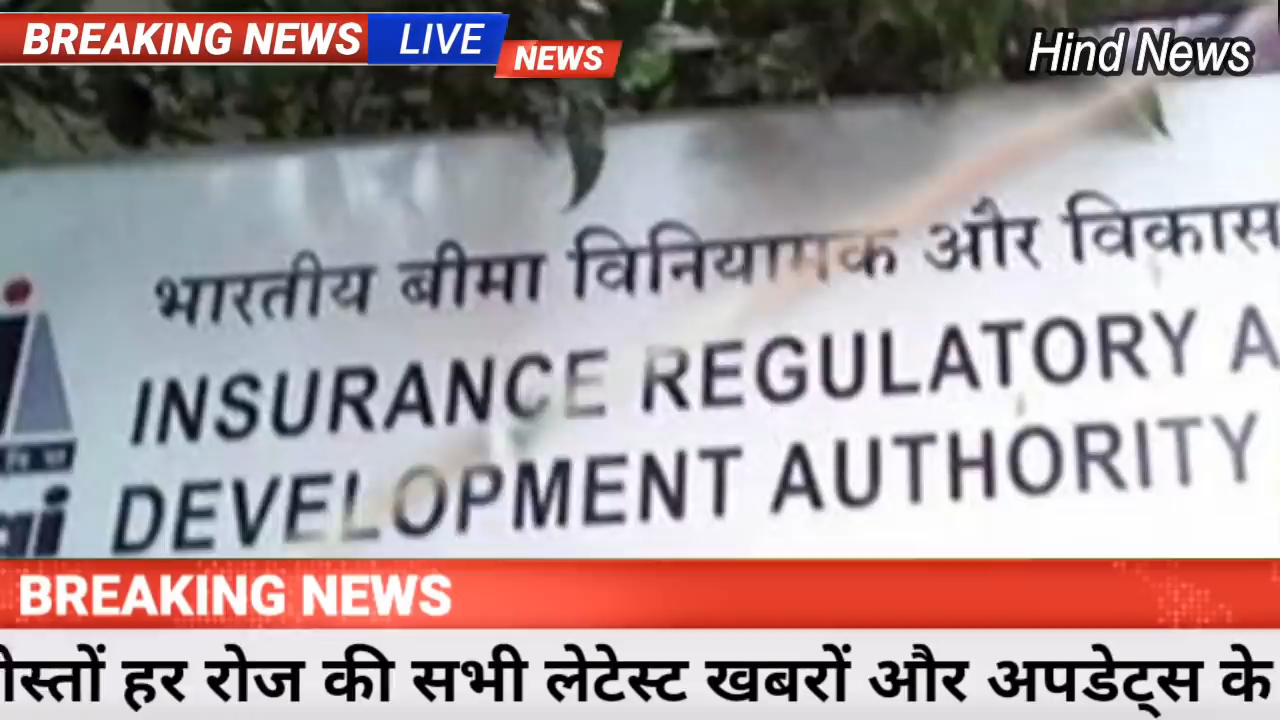 BREAKING NEWS LIVE NEWS
Hind News
भारतीय बीमा विनियामक और विकास
INSURANCE REGULATORY A
DEVELOPMENT AUTHORITY
BREAKING NEWS
दोस्तों हर रोज की सभी लेटेस्ट खबरों और अपडेट्स के